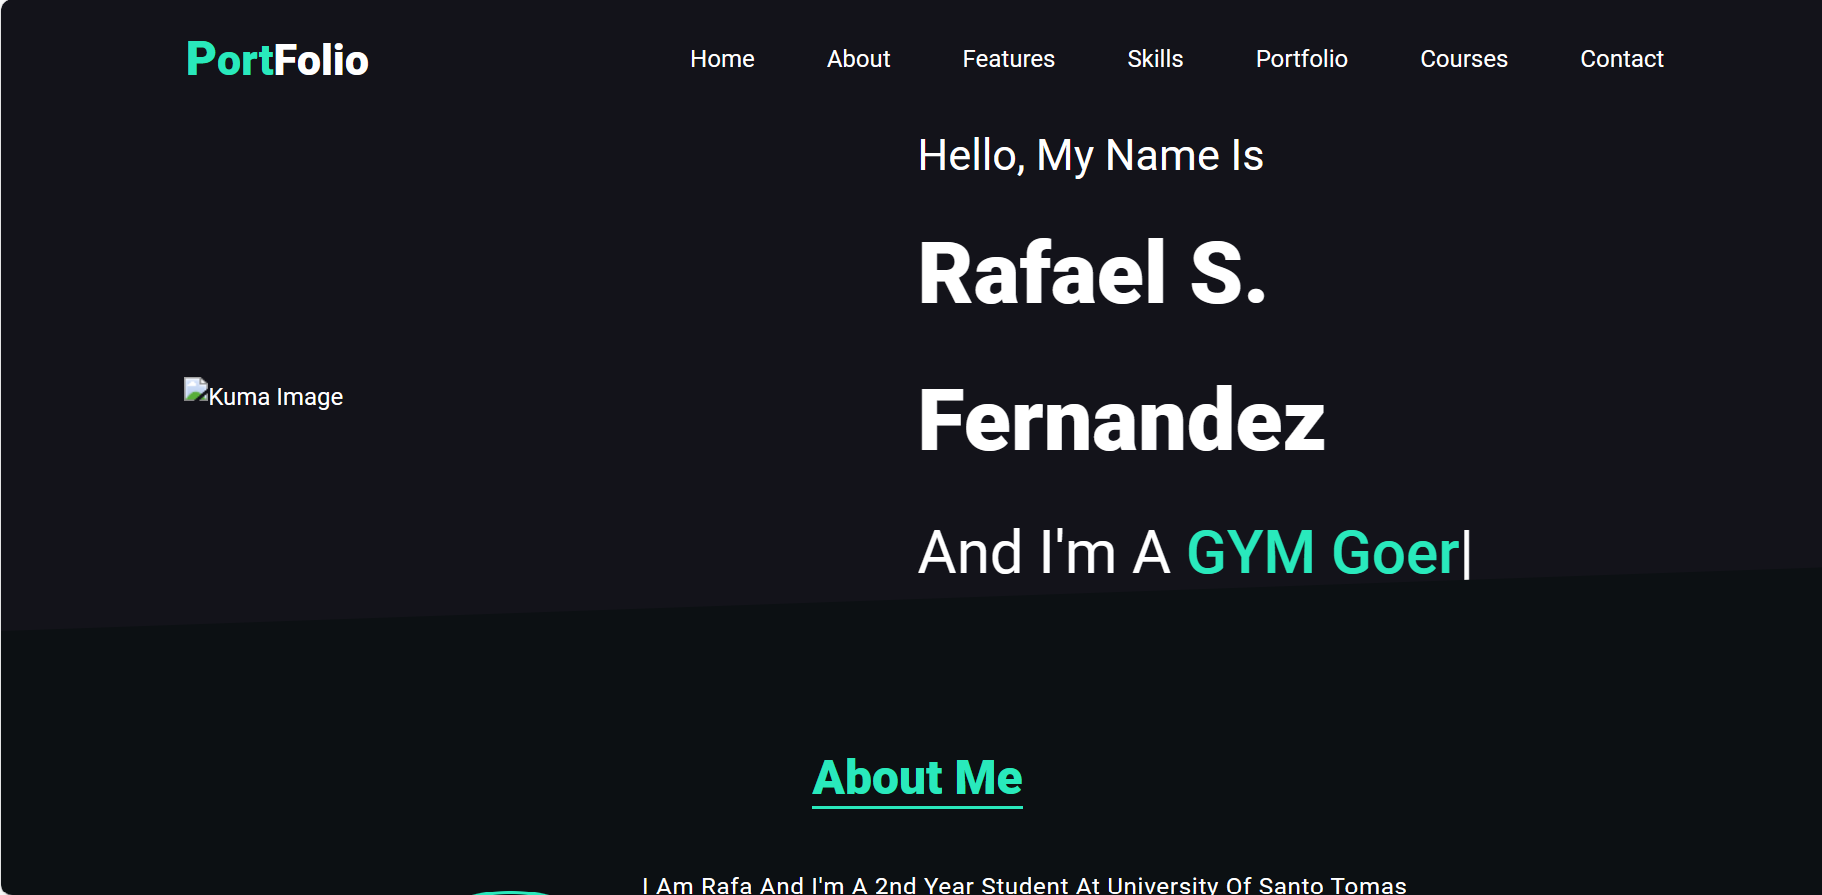 PortFolio
Home About Features Skills Portfolio Courses Contact
Hello, My Name Is
Rafael S.
Fernandez
Kuma Image
And I'm A GYM Goer|
About Me
I Am Rafa And I'm A 2nd Year Student At University Of Santo Tomas